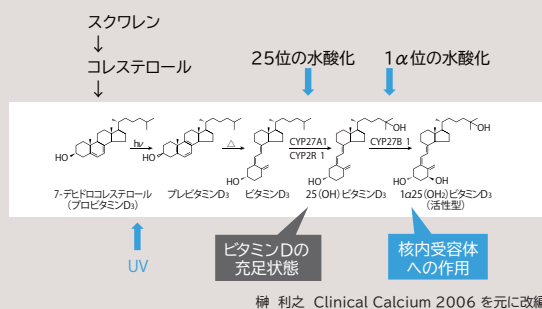 スクワレン
↓
コレステロール
↓
25位の水酸化
1α位の水酸化
HO
hν
HO
△
HO
CYP27A1
CYP2R 1
OH
HO
CYP27B 1
OH
HO
OH
7-デヒドロコレステロール
(プロビタミンD₃)
プレビタミンD₃
ビタミンD₃
25(OH)ビタミンD₃
1α25(OH₂)ビタミンD₃
(活性型)
UV
ビタミンDの
充足状態
核内受容体
への作用
榊 利之 Clinical Calcium 2006 を元に改編